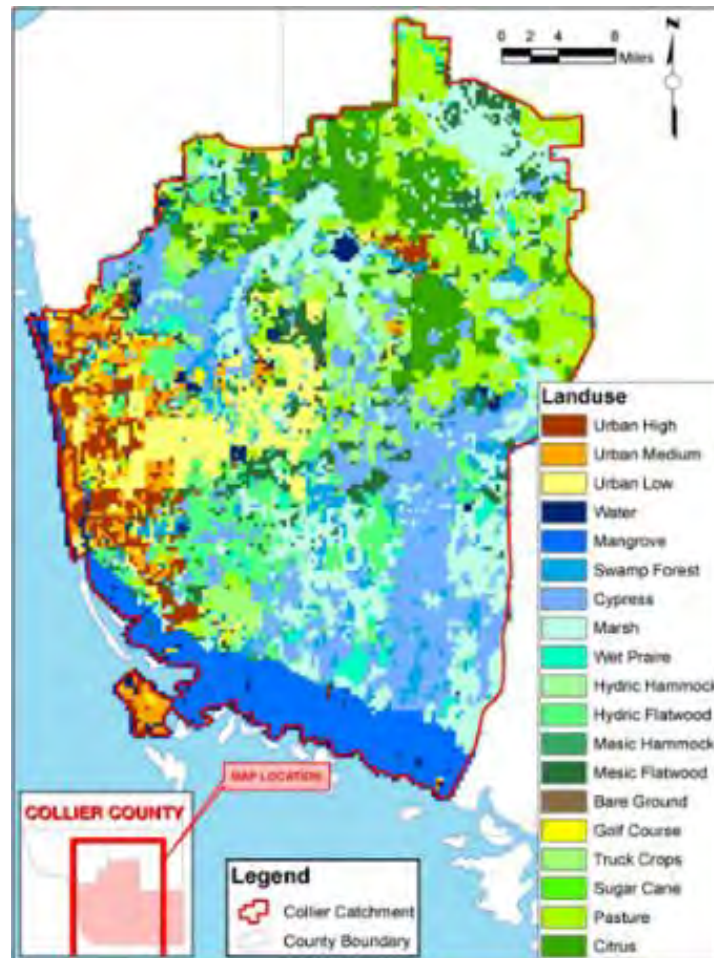 N
0 2 4 8
Miles
Landuse
Urban High
Urban Medium
Urban Low
Water
Mangrove
Swamp Forest
Cypress
Marsh
Wet Praire
Hydric Hammock
Hydric Flatwood
Mesic Hammock
Mesic Flatwood
Bare Ground
Golf Course
Truck Crops
Sugar Cane
Pasture
Citrus
MAP LOCATION
COLLIER COUNTY
Legend
Collier Catchment
County Boundary